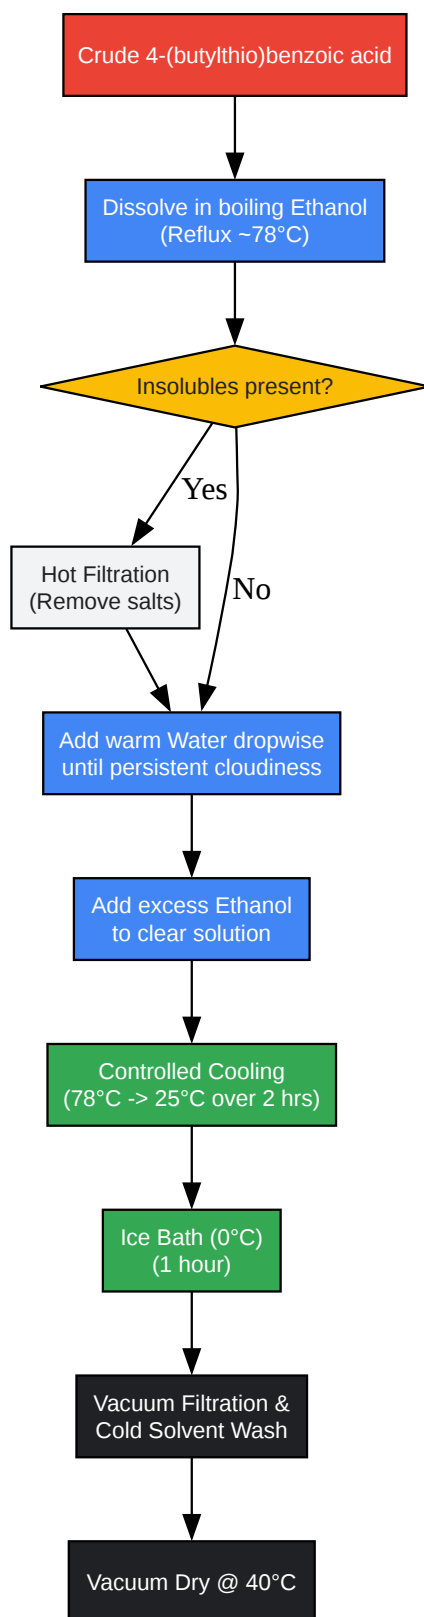 Crude 4-(butylthio)benzoic acid
Dissolve in boiling Ethanol
(Reflux ~78°C)
Insolubles present?
Yes
Hot Filtration
(Remove salts)
No
Add warm Water dropwise
until persistent cloudiness
Add excess Ethanol
to clear solution
Controlled Cooling
(78°C -> 25°C over 2 hrs)
Ice Bath (0°C)
(1 hour)
Vacuum Filtration &
Cold Solvent Wash
Vacuum Dry @ 40°C